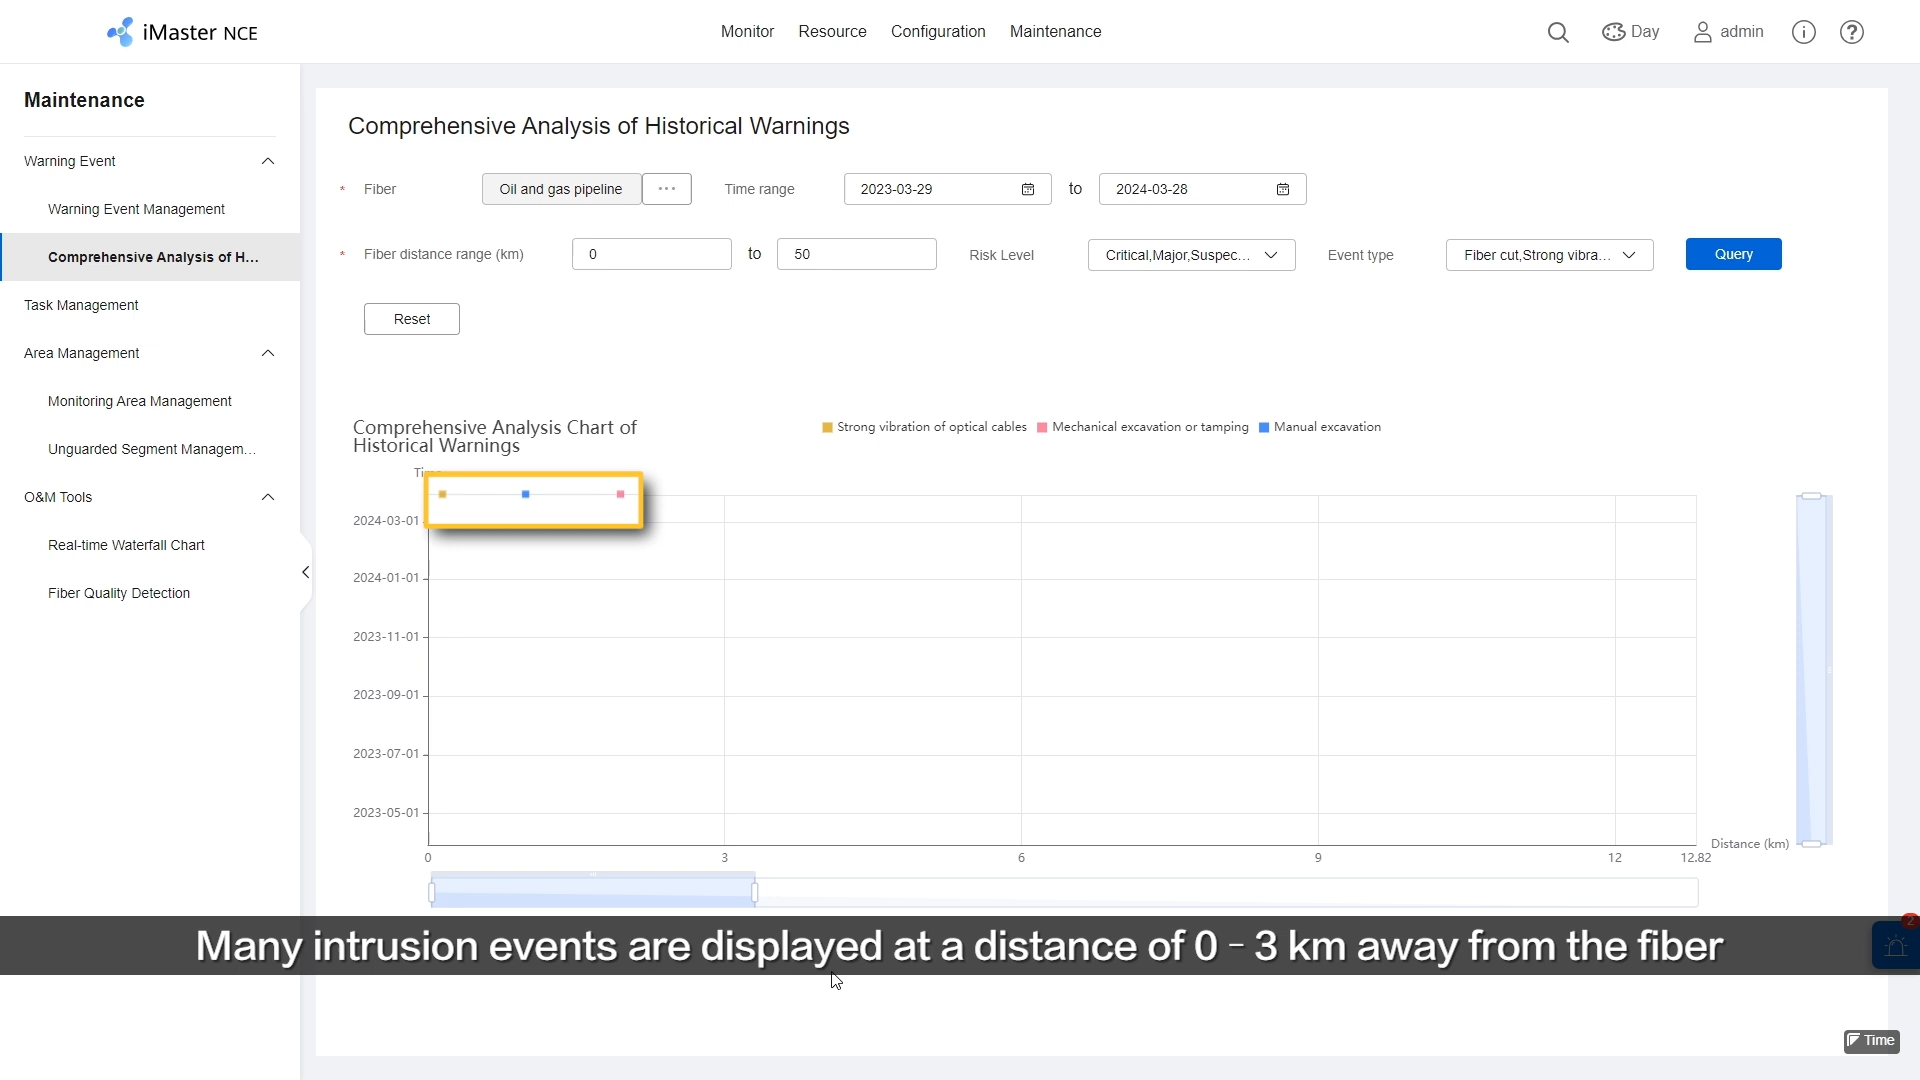 iMaster NCE
Monitor Resource Configuration Maintenance
Day admin
Maintenance
Warning Event
Warning Event Management
Comprehensive Analysis of H...
Task Management
Area Management
Monitoring Area Management
Unguarded Segment Managem...
O&M Tools
Real-time Waterfall Chart
Fiber Quality Detection
Comprehensive Analysis of Historical Warnings
* Fiber Oil and gas pipeline ... Time range 2023-03-29 to 2024-03-28
* Fiber distance range (km) 0 to 50 Risk Level Critical,Major,Suspec... Event type Fiber cut,Strong vibra... Query
Reset
Comprehensive Analysis Chart of
Historical Warnings
Strong vibration of optical cables Mechanical excavation or tamping Manual excavation
2024-03-01
2024-01-01
2023-11-01
2023-09-01
2023-07-01
2023-05-01
Distance (km)
0 3 6 9 12 12.82
2
Many intrusion events are displayed at a distance of 0 - 3 km away from the fiber
Time